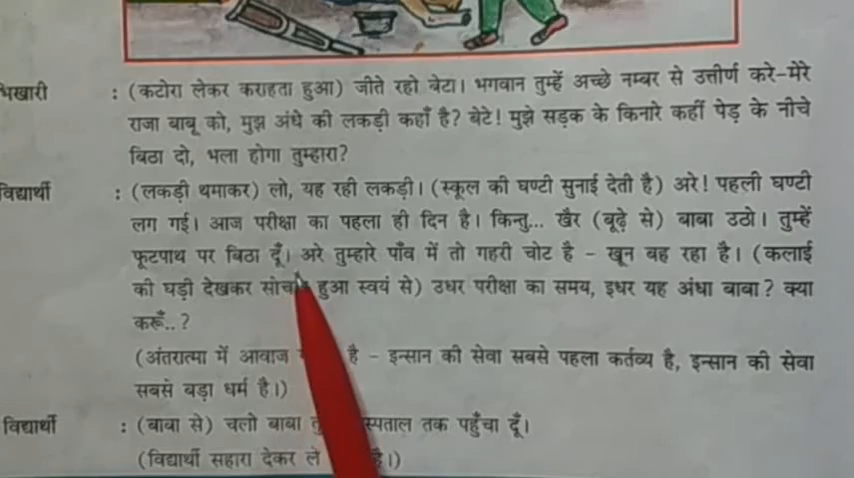 भिखारी : (कटोरा लेकर कराहता हुआ) जीते रहो बेटा। भगवान तुम्हें अच्छे नम्बर से उत्तीर्ण करे-मेरे
राजा बाबू को, मुझ अंधे की लकड़ी कहाँ है? बेटे! मुझे सड़क के किनारे कहीं पेड़ के नीचे
बिठा दो, भला होगा तुम्हारा?
विद्यार्थी : (लकड़ी थमाकर) लो, यह रही लकड़ी। (स्कूल की घण्टी सुनाई देती है) अरे! पहली घण्टी
लग गई। आज परीक्षा का पहला ही दिन है। किन्तु... खैर (बूढ़े से) बाबा उठो। तुम्हें
फूटपाथ पर बिठा दूँ। अरे तुम्हारे पाँव में तो गहरी चोट है - खून बह रहा है। (कलाई
की घड़ी देखकर हुआ स्वयं से) उधर परीक्षा का समय, इधर यह अंधा बाबा? क्या
करूँ..?
(अंतरात्मा में आवाज है - इन्सान की सेवा सबसे पहला कर्तव्य है, इन्सान की सेवा
सबसे बड़ा धर्म है।)
विद्यार्थी : (बाबा से) चलो बाबा तक पहुँचा दूँ।
(विद्यार्थी सहारा देकर ले है।)